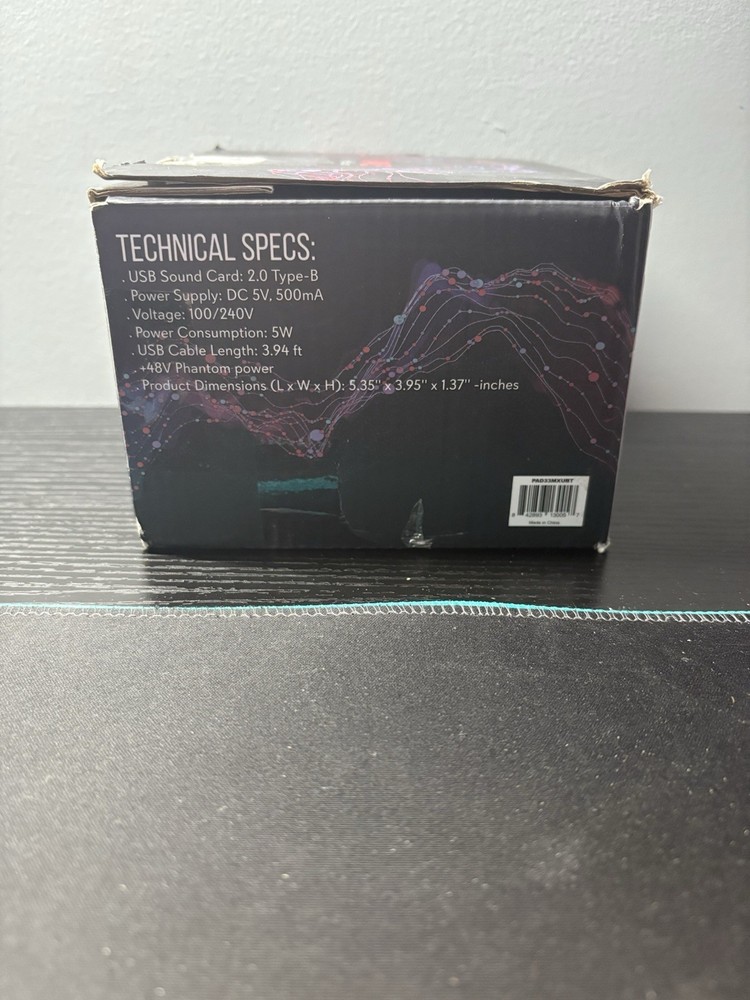 TECHNICAL SPECS:
. USB Sound Card: 2.0 Type-B
. Power Supply: DC 5V, 500mA
. Voltage: 100/240V
. Power Consumption: 5W
. USB Cable Length: 3.94 ft
. +48V Phantom power
. Product Dimensions (L x W x H): 5.35" x 3.95" x 1.37" -inches
PAD33MXUBT
Made in China